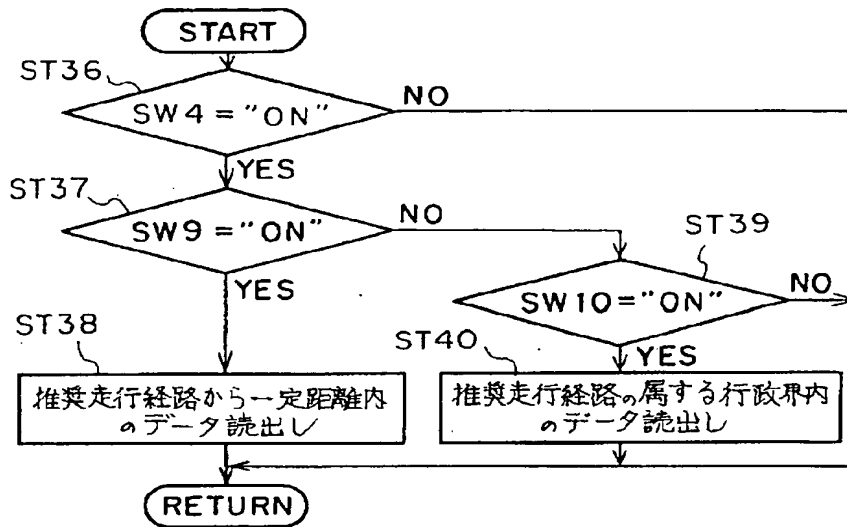 START
ST36
SW4="ON"
NO
YES
ST37
SW9="ON"
NO
ST39
YES
SW10="ON"
NO
ST38
ST40
YES
推奨走行経路から一定距離内
のデータ読出し
推奨走行経路の属する行政界内
のデータ読出し
RETURN